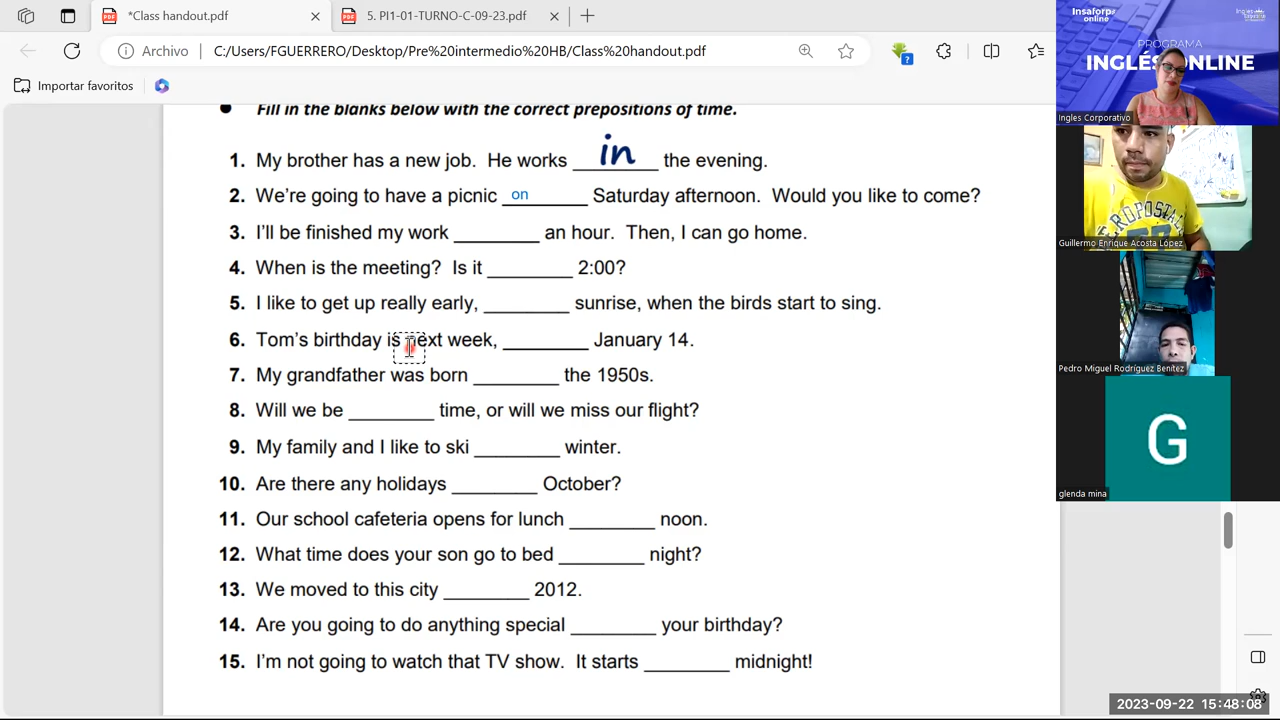 *Class handout.pdf
5.1-01-01-TURNO-C-09-23.pdf
Archivo
C:/Users/FGUERRERO/Desktop/Pre%20Intermedio%20HB/Class%20handout.pdf
Importar favoritos
Fill in the blanks below with the correct prepositions of time.
1. My brother has a new job. He works in the evening.
2. We're going to have a picnic on Saturday afternoon. Would you like to come?
3. I'll be finished my work ________ an hour. Then, I can go home.
4. When is the meeting? Is it ________ 2:00?
5. I like to get up really early, ________ sunrise, when the birds start to sing.
6. Tom's birthday is next week, ________ January 14.
7. My grandfather was born ________ the 1950s.
8. Will we be ________ time, or will we miss our flight?
9. My family and I like to ski ________ winter.
10. Are there any holidays ________ October?
11. Our school cafeteria opens for lunch ________ noon.
12. What time does your son go to bed ________ night?
13. We moved to this city ________ 2012.
14. Are you going to do anything special ________ your birthday?
15. I'm not going to watch that TV show. It starts ________ midnight!
Insaforp
online
PROGRAMA
INGLÉS ONLINE
Ingles Corporativo
Guillermo Enrique Acosta López
Pedro Miguel Rodríguez Benítez
G
glenda mina
2023-09-22 15:48:08